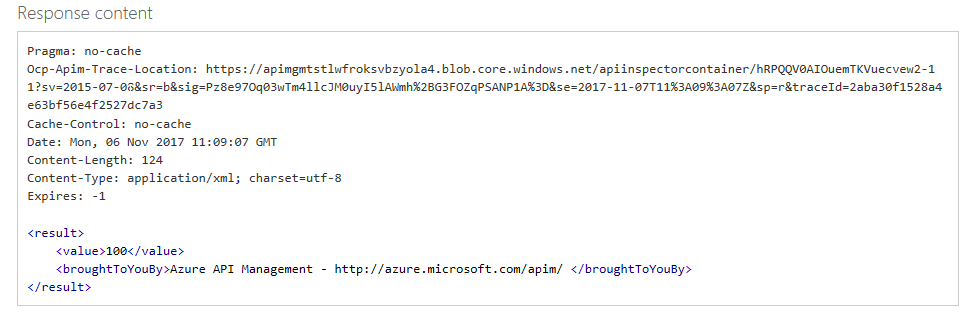 Response content
Pragma: no-cache
Ocp-Apim-Trace-Location: https://apimgmtstlwfroksvbzyola4.blob.core.windows.net/apiinspectorcontainer/hRPQQV0AIOuemTKVuecvew2-1
1?sv=2015-07-08&sr=b&sig=Pz8e97Oq03wTm4llcJM0uyI5lAWmh%2BG3FOZqPSANP1A%3D&se=2017-11-07T11%3A09%3A07Z&sp=r&traceId=2aba30f1528a4
e63bf56e4f2527dc7a3
Cache-Control: no-cache
Date: Mon, 06 Nov 2017 11:09:07 GMT
Content-Length: 124
Content-Type: application/xml; charset=utf-8
Expires: -1
<result>
<value>100</value>
<broughtToYouBy>Azure API Management - http://azure.microsoft.com/apim/ </broughtToYouBy>
</result>